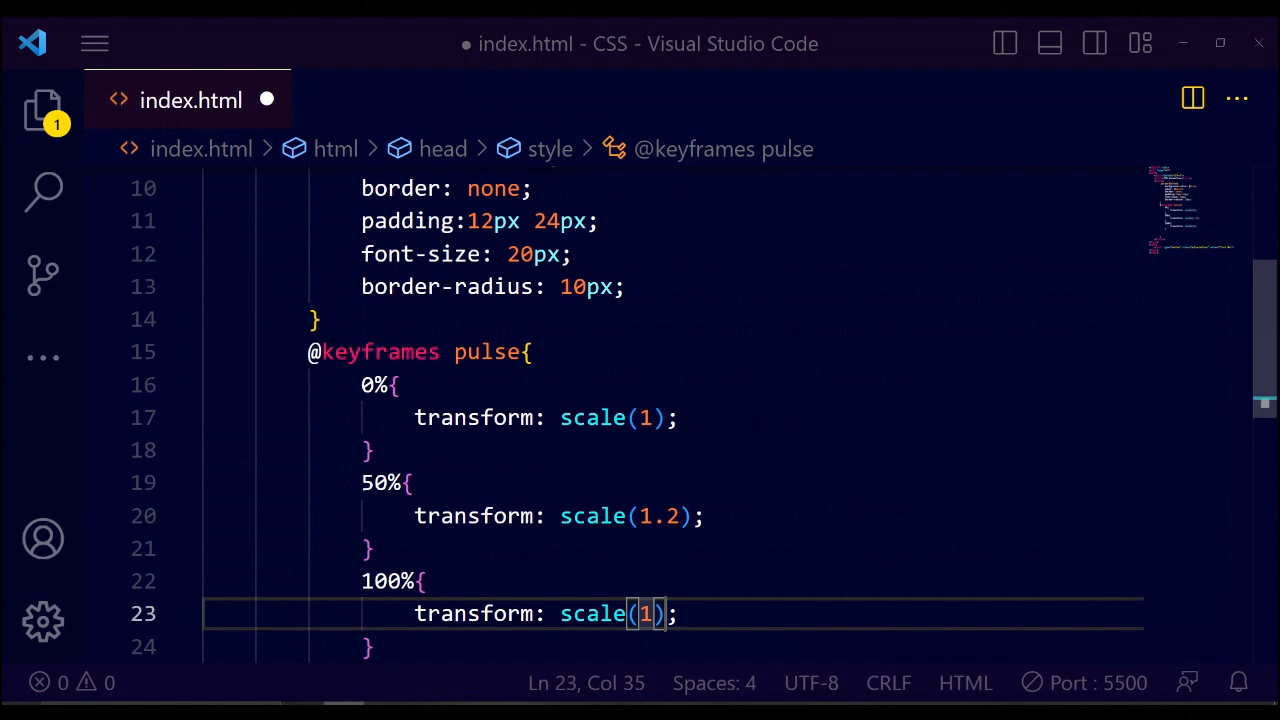 index.html - CSS - Visual Studio Code
index.html
1
index.html > html > head > style > @keyframes pulse
10 border: none;
11 padding:12px 24px;
12 font-size: 20px;
13 border-radius: 10px;
14 }
15 @keyframes pulse{
16 0%{
17 transform: scale(1);
18 }
19 50%{
20 transform: scale(1.2);
21 }
22 100%{
23 transform: scale(1);
24 }
0 0 Ln 23, Col 35 Spaces: 4 UTF-8 CRLF HTML Port : 5500